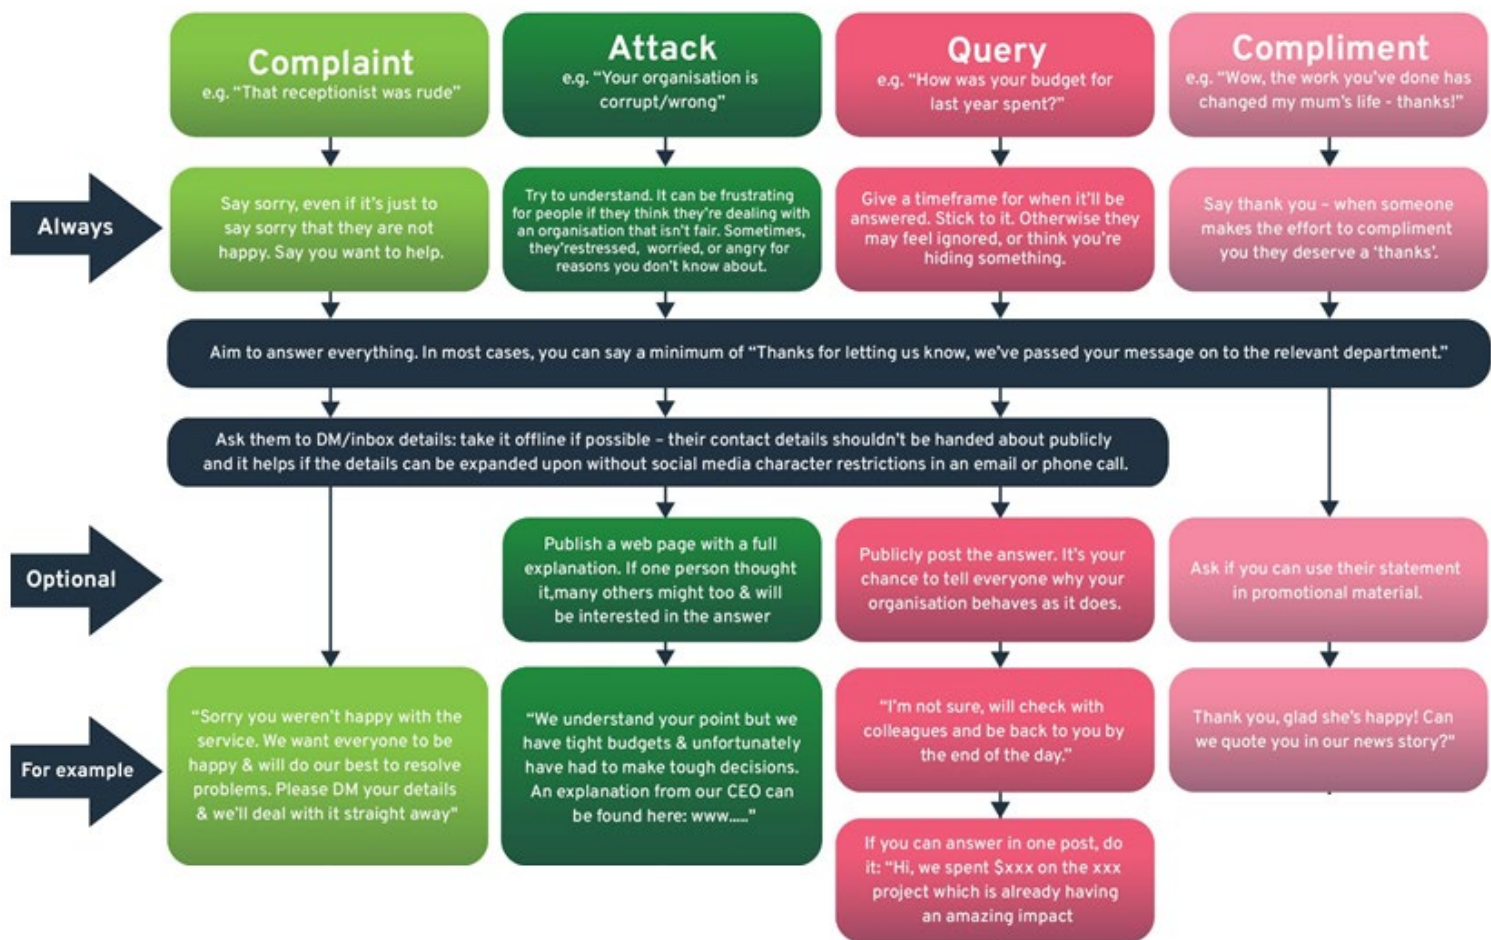 Complaint
e.g. “That receptionist was rude”
Attack
e.g. “Your organisation is
corrupt/wrong”
Query
e.g. “How was your budget for
last year spent?”
Compliment
e.g. “Wow, the work you’ve done has
changed my mum’s life - thanks!”
Always
Say sorry, even if it’s just to
say sorry that they are not
happy. Say you want to help.
Try to understand. It can be frustrating
for people if they think they’re dealing with
an organisation that isn’t fair. Sometimes,
they’restressed, worried, or angry for
reasons you don’t know about.
Give a timeframe for when it’ll be
answered. Stick to it. Otherwise they
may feel ignored, or think you’re
hiding something.
Say thank you – when someone
makes the effort to compliment
you they deserve a ‘thanks’.
Aim to answer everything. In most cases, you can say a minimum of “Thanks for letting us know, we’ve passed your message on to the relevant department.”
Ask them to DM/inbox details: take it offline if possible – their contact details shouldn’t be handed about publicly
and it helps if the details can be expanded upon without social media character restrictions in an email or phone call.
Optional
Publish a web page with a full
explanation. If one person thought
it,many others might too & will
be interested in the answer
Publicly post the answer. It’s your
chance to tell everyone why your
organisation behaves as it does.
Ask if you can use their statement
in promotional material.
For example
“Sorry you weren’t happy with the
service. We want everyone to be
happy & will do our best to resolve
problems. Please DM your details
& we’ll deal with it straight away”
“We understand your point but we
have tight budgets & unfortunately
have had to make tough decisions.
An explanation from our CEO can
be found here: www.....”
“I’m not sure, will check with
colleagues and be back to you by
the end of the day.”
Thank you, glad she’s happy! Can
we quote you in our news story?"
If you can answer in one post, do
it: “Hi, we spent $xxx on the xxx
project which is already having
an amazing impact